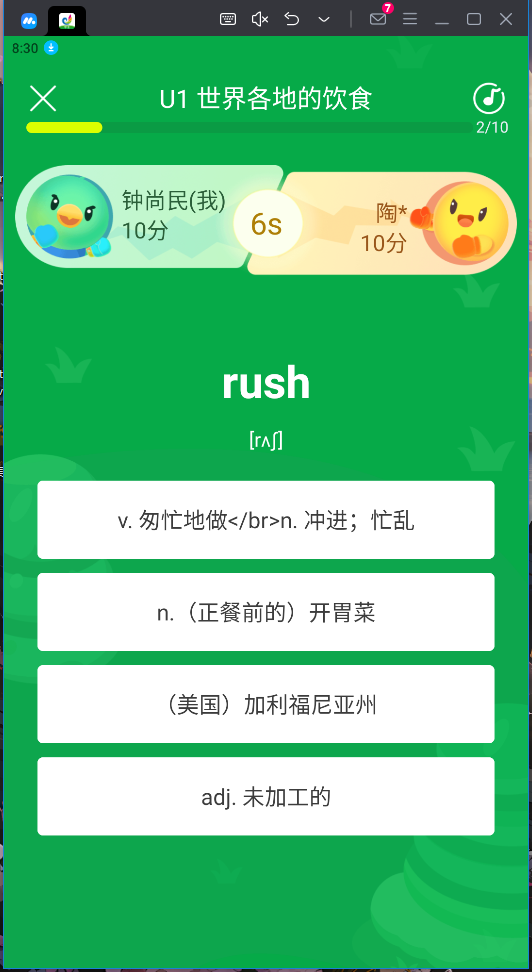 7
8:30
U1 世界各地的饮食
2/10
钟尚民(我)
10分
6s
陶*
10分
rush
[rʌʃ]
v. 匆忙地做</br>n. 冲进；忙乱
n.（正餐前的）开胃菜
（美国）加利福尼亚州
adj. 未加工的